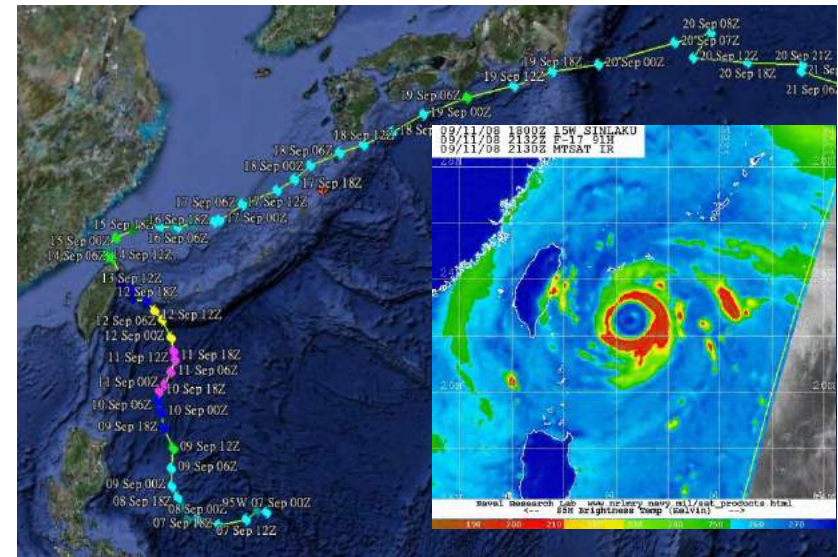 20 Sep 08Z
20 Sep 07Z
20 Sep 12Z
20 Sep 21Z
20 Sep 18Z
21 Sep
21 Sep 06Z
20 Sep 00Z
19 Sep 18Z
19 Sep 12Z
19 Sep 06Z
19 Sep 00Z
18 Sep
18 Sep 12Z
18 Sep 06Z
18 Sep 00Z
17 Sep 18Z
17 Sep 12Z
17 Sep 06Z
17 Sep 00Z
16 Sep 18Z
16 Sep 06Z
15 Sep 18Z
15 Sep 00Z
14 Sep 12Z
14 Sep 06Z
13 Sep 12Z
12 Sep 18Z
12 Sep 12Z
12 Sep 06Z
12 Sep 00Z
11 Sep 18Z
11 Sep 12Z
11 Sep 06Z
11 Sep 00Z
10 Sep 18Z
10 Sep 06Z
10 Sep 00Z
09 Sep 18Z
09 Sep 12Z
09 Sep 06Z
09 Sep 00Z
08 Sep 18Z
08 Sep 00Z
07 Sep 18Z
07 Sep 12Z
95W 07 Sep 00Z
09/11/08 1800Z 15W SINLAKU
09/11/08 2132Z F-17 91H
09/11/08 2130Z MTSAT IR
28N
24N
20N
Naval Research Lab www.nrlmry.navy.mil/sat_products.html
<-- 85H Brightness Temp (Kelvin) -->
190 200 210 220 230 240 250 260 270